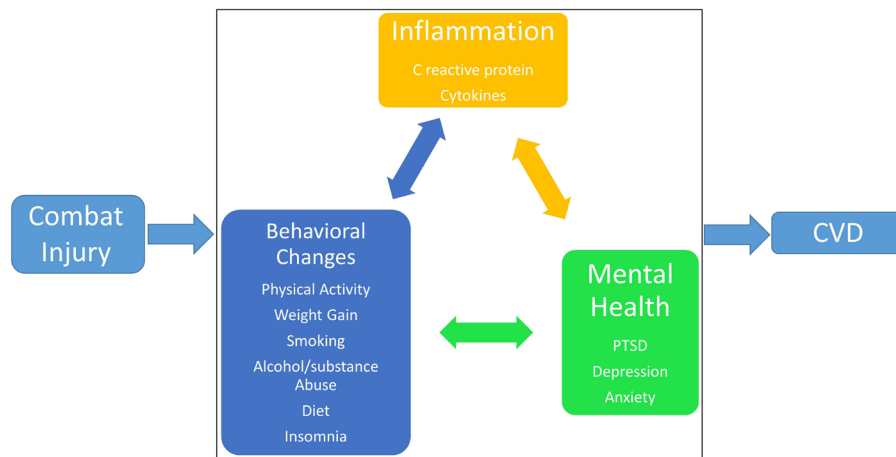 Inflammation
C reactive protein
Cytokines
Combat
Injury
Behavioral
Changes
Physical Activity
Weight Gain
Smoking
Alcohol/substance
Abuse
Diet
Insomnia
Mental
Health
PTSD
Depression
Anxiety
CVD